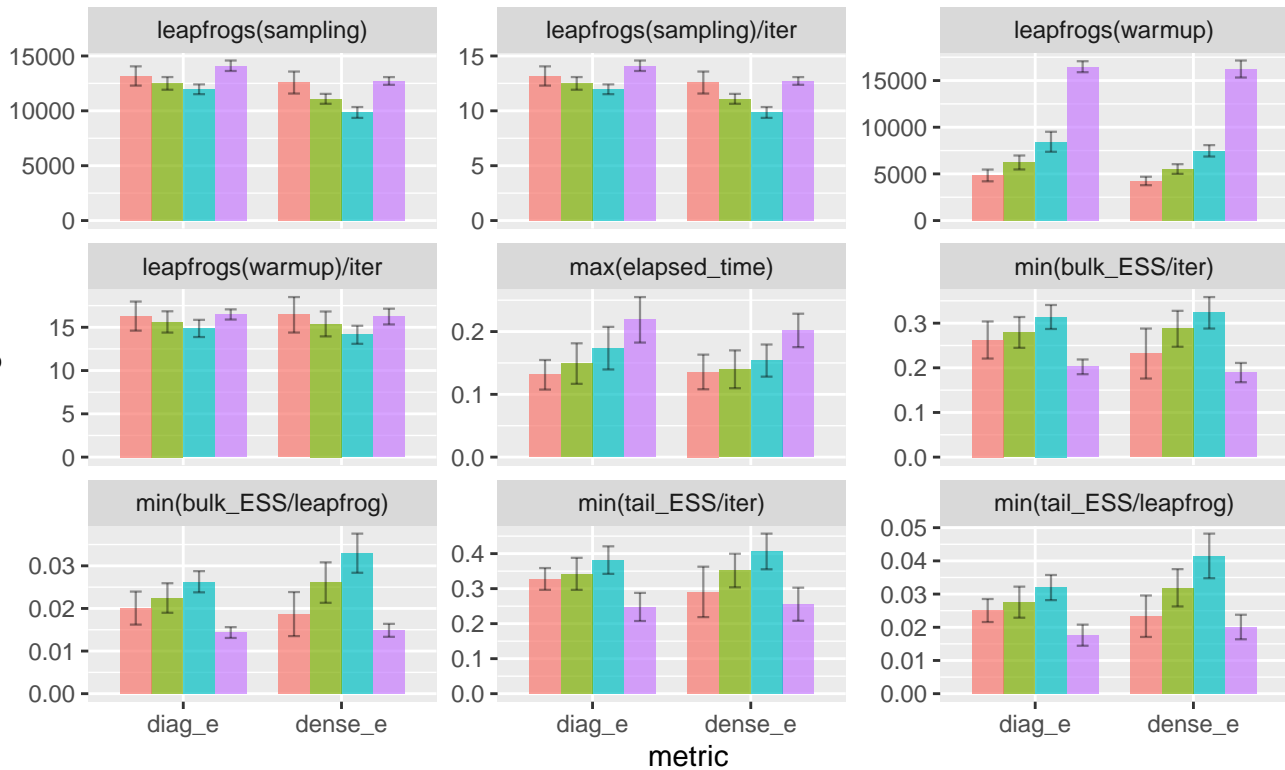 leapfrogs(sampling) leapfrogs(sampling)/iter leapfrogs(warmup)
15000 15 15000
10000 10 10000
5000 5 5000
0 0 0
leapfrogs(warmup)/iter max(elapsed_time) min(bulk_ESS/iter)
15 0.2 0.3
10 0.1 0.2
5 0.0 0.1
0 0.0
min(bulk_ESS/leapfrog) min(tail_ESS/iter) min(tail_ESS/leapfrog)
0.03 0.4 0.05
0.02 0.3 0.04
0.01 0.2 0.03
0.00 0.1 0.02
0.0 0.01
0.00
diag_e dense_e diag_e dense_e diag_e dense_e
metric